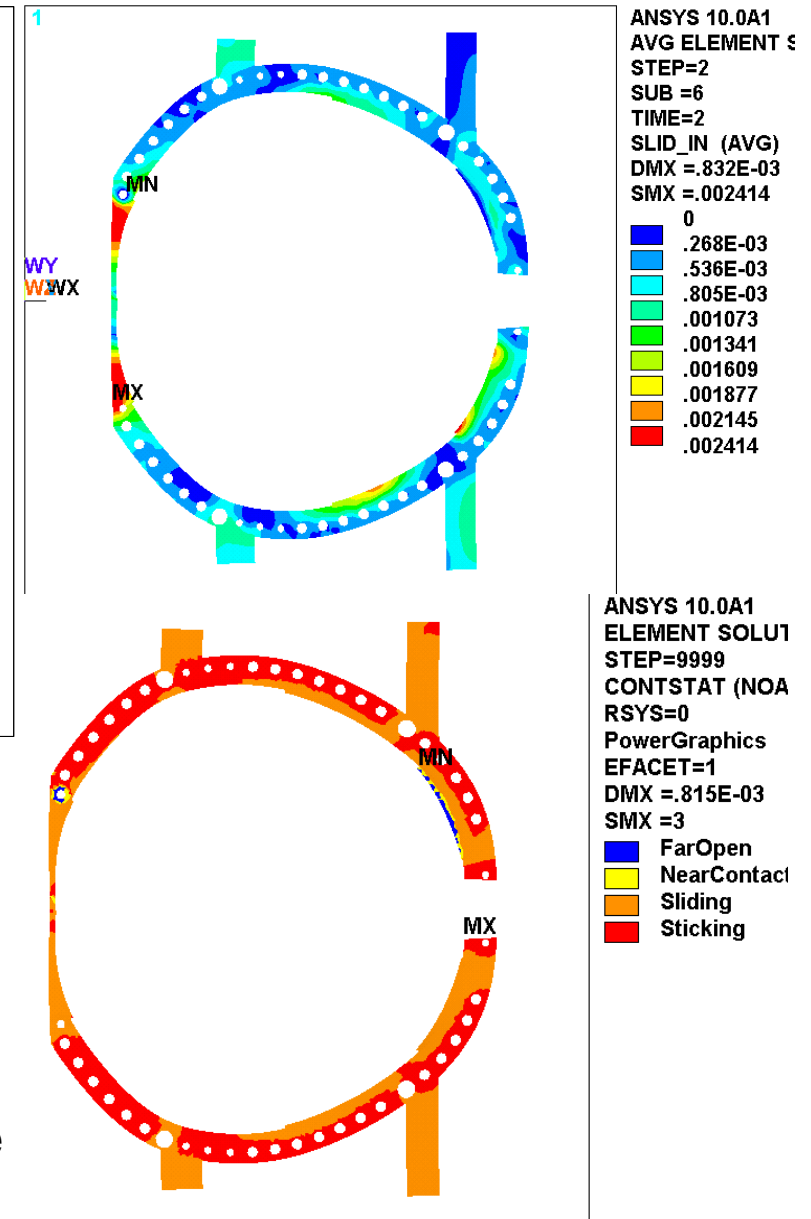 1
ANSYS 10.0A1
AVG ELEMENT S
STEP=2
SUB =6
TIME=2
SLID_IN (AVG)
DMX =.832E-03
SMX =.002414
0
.268E-03
.536E-03
.805E-03
.001073
.001341
.001609
.001877
.002145
.002414
MN
WY
WX
MX
ANSYS 10.0A1
ELEMENT SOLUT
STEP=9999
CONTSTAT (NOA
RSYS=0
PowerGraphics
EFACET=1
DMX =.815E-03
SMX =3
FarOpen
NearContact
Sliding
Sticking
MN
MX
e